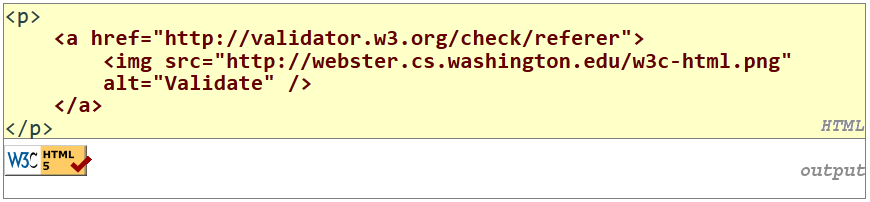 <p>
    <a href="http://validator.w3.org/check/referer">
        <img src="http://webster.cs.washington.edu/w3c-html.png"
        alt="Validate" />
    </a>
</p>
HTML
W3C HTML
5
output